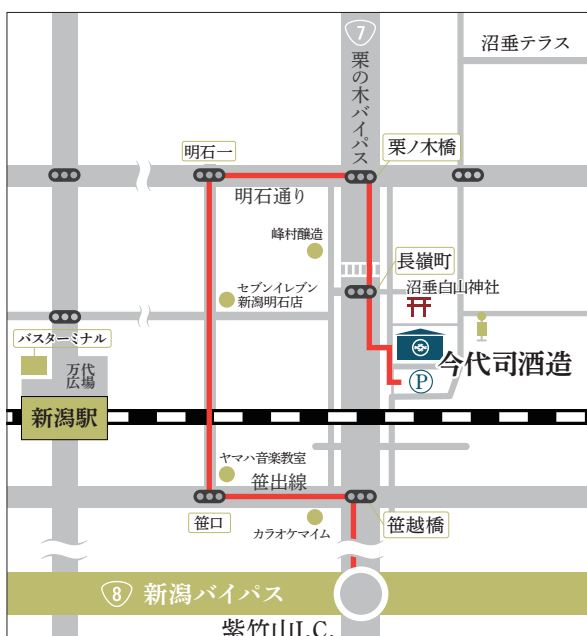 沼垂テラス
7
栗の木バイパス
明石一
栗ノ木橋
明石通り
峰村醸造
長嶺町
セブンイレブン
新潟明石店
沼垂白山神社
バスターミナル
万代
広場
今代司酒造
P
新潟駅
ヤマハ音楽教室
笹出線
笹口
カラオケマイム
笹越橋
8 新潟バイパス
紫竹山I.C.